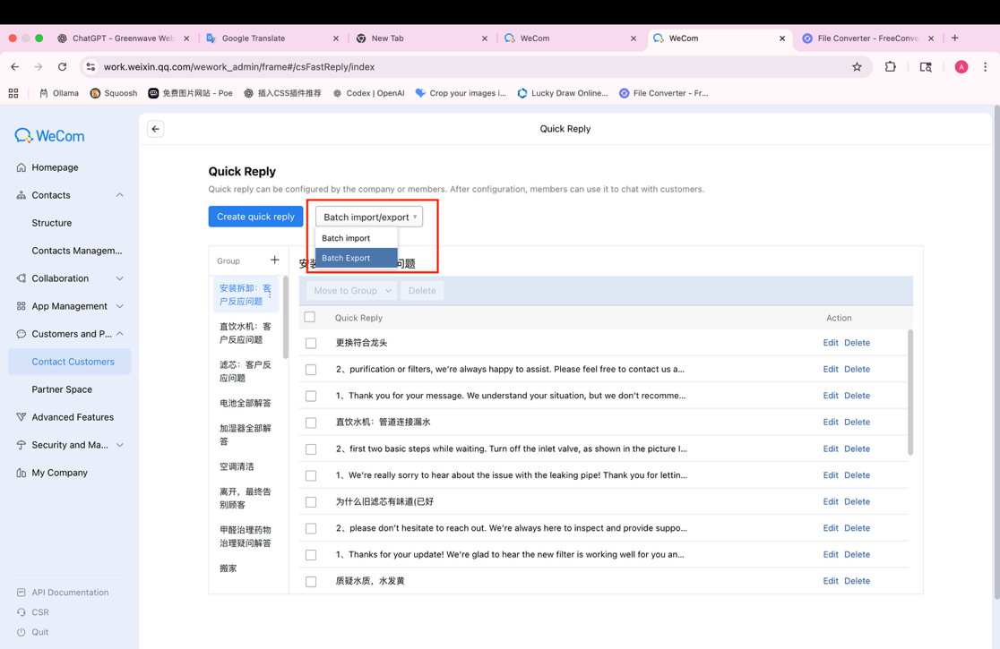 ChatGPT - Greenwave Web
Google Translate
New Tab
WeCom
WeCom
File Converter - FreeConve
work.weixin.qq.com/wework_admin/frame#/csFastReply/index
A
Ollama
Squoosh
免费图片网站 - Poe
插入CSS插件推荐
Codex | OpenAI
Crop your images i...
Lucky Draw Online...
File Converter - Fr...
WeCom
Homepage
Contacts
Structure
Contacts Managem...
Collaboration
App Management
Customers and P...
Contact Customers
Partner Space
Advanced Features
Security and Ma...
My Company
API Documentation
CSR
Quit
Quick Reply
Quick Reply
Quick reply can be configured by the company or members. After configuration, members can use it to chat with customers.
Create quick reply
Batch import/export
Batch import
Batch Export
Group
安装拆卸：客
户反应问题
直饮水机：客
户反应问题
滤芯：客户反
应问题
电池全部解答
加湿器全部解
答
空调清洁
离开，最终告
别顾客
甲醛治理药物
治理疑问解答
搬家
问题
Move to Group
Delete
Quick Reply
Action
更换符合龙头
Edit Delete
2、purification or filters, we're always happy to assist. Please feel free to contact us a...
Edit Delete
1、Thank you for your message. We understand your situation, but we don't recomme...
Edit Delete
直饮水机：管道连接漏水
Edit Delete
2、first two basic steps while waiting. Turn off the inlet valve, as shown in the picture I...
Edit Delete
1、We're really sorry to hear about the issue with the leaking pipe! Thank you for lettin...
Edit Delete
为什么旧滤芯有味道(已好
Edit Delete
2、please don't hesitate to reach out. We're always here to inspect and provide suppo...
Edit Delete
1、Thanks for your update! We're glad to hear the new filter is working well for you an...
Edit Delete
质疑水质，水发黄
Edit Delete